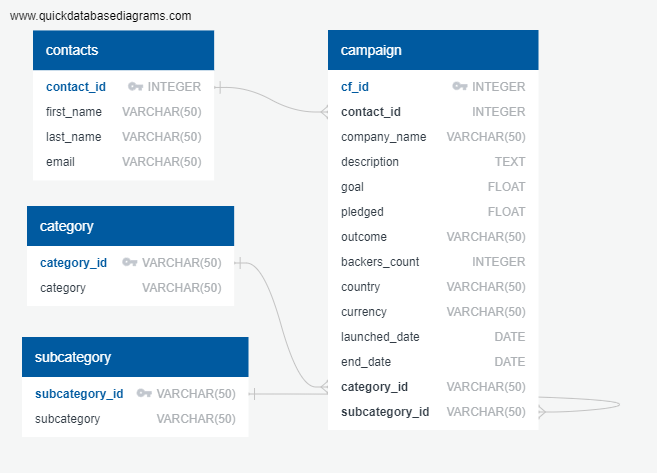 www.quickdatabasediagrams.com
contacts
contact_id INTEGER
first_name VARCHAR(50)
last_name VARCHAR(50)
email VARCHAR(50)
category
category_id VARCHAR(50)
category VARCHAR(50)
subcategory
subcategory_id VARCHAR(50)
subcategory VARCHAR(50)
campaign
cf_id INTEGER
contact_id INTEGER
company_name VARCHAR(50)
description TEXT
goal FLOAT
pledged FLOAT
outcome VARCHAR(50)
backers_count INTEGER
country VARCHAR(50)
currency VARCHAR(50)
launched_date DATE
end_date DATE
category_id VARCHAR(50)
subcategory_id VARCHAR(50)